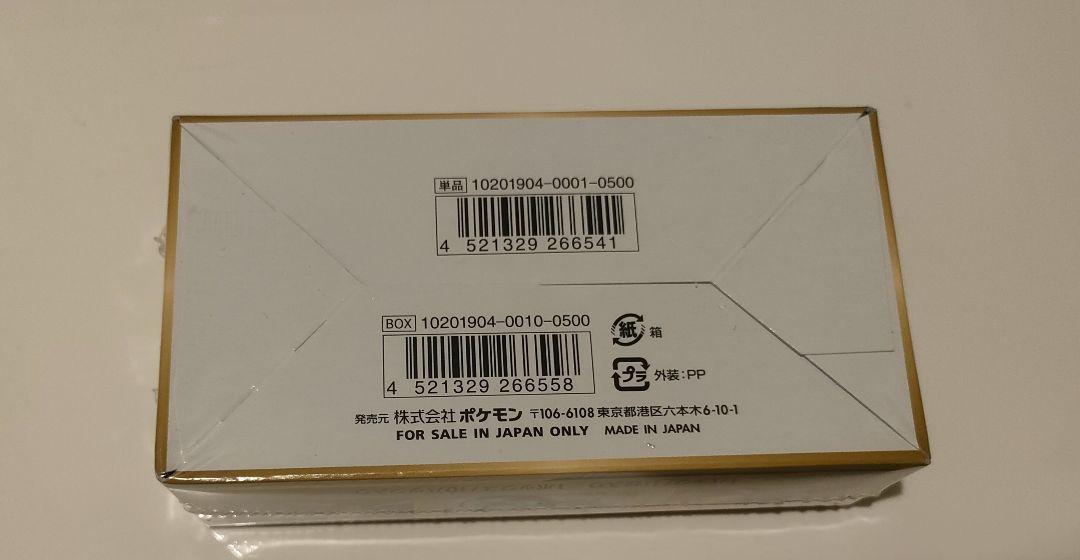 単品 10201904-0001-0500
4 521329 266541
BOX 10201904-0010-0500
4 521329 266558
紙 箱
プラ 外装:PP
発売元 株式会社 ポケモン 〒106-6108 東京都港区六本木6-10-1
FOR SALE IN JAPAN ONLY MADE IN JAPAN